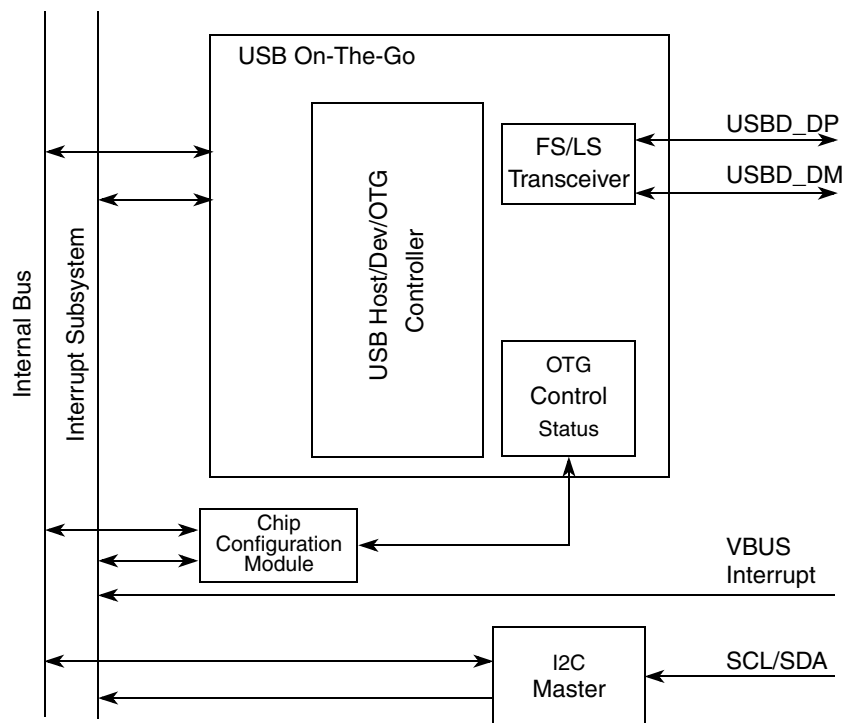 USB On-The-Go
USBD_DP
FS/LS
Transceiver
USBD_DM
USB Host/Dev/OTG
Controller
Internal Bus
Interrupt Subsystem
OTG
Control
Status
Chip
Configuration
Module
VBUS
Interrupt
I2C
Master
SCL/SDA